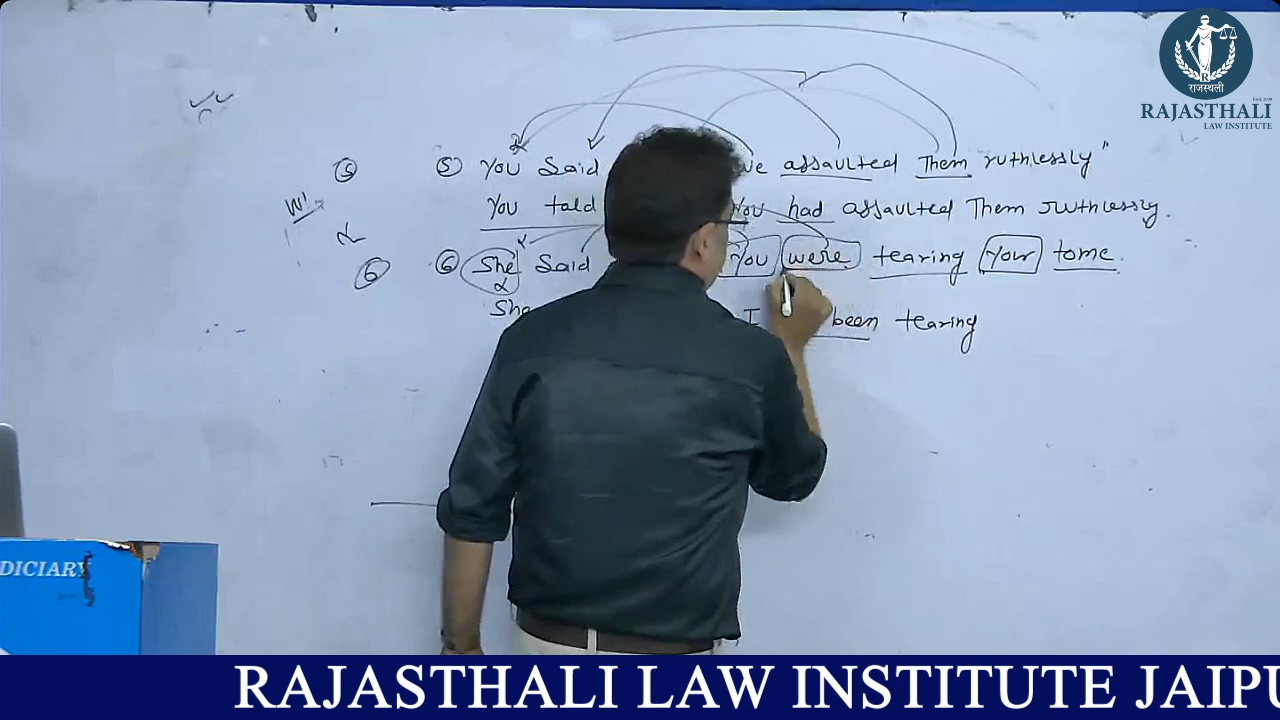 राजस्थली
RAJASTHALI
LAW INSTITUTE
5 5) You Said we assaulted Them ruthlessly"
You told You had assaulted Them ruthlessly.
6 6 She Said You were tearing Your tome.
She I been tearing
DICIARY
RAJASTHALI LAW INSTITUTE JAIPU